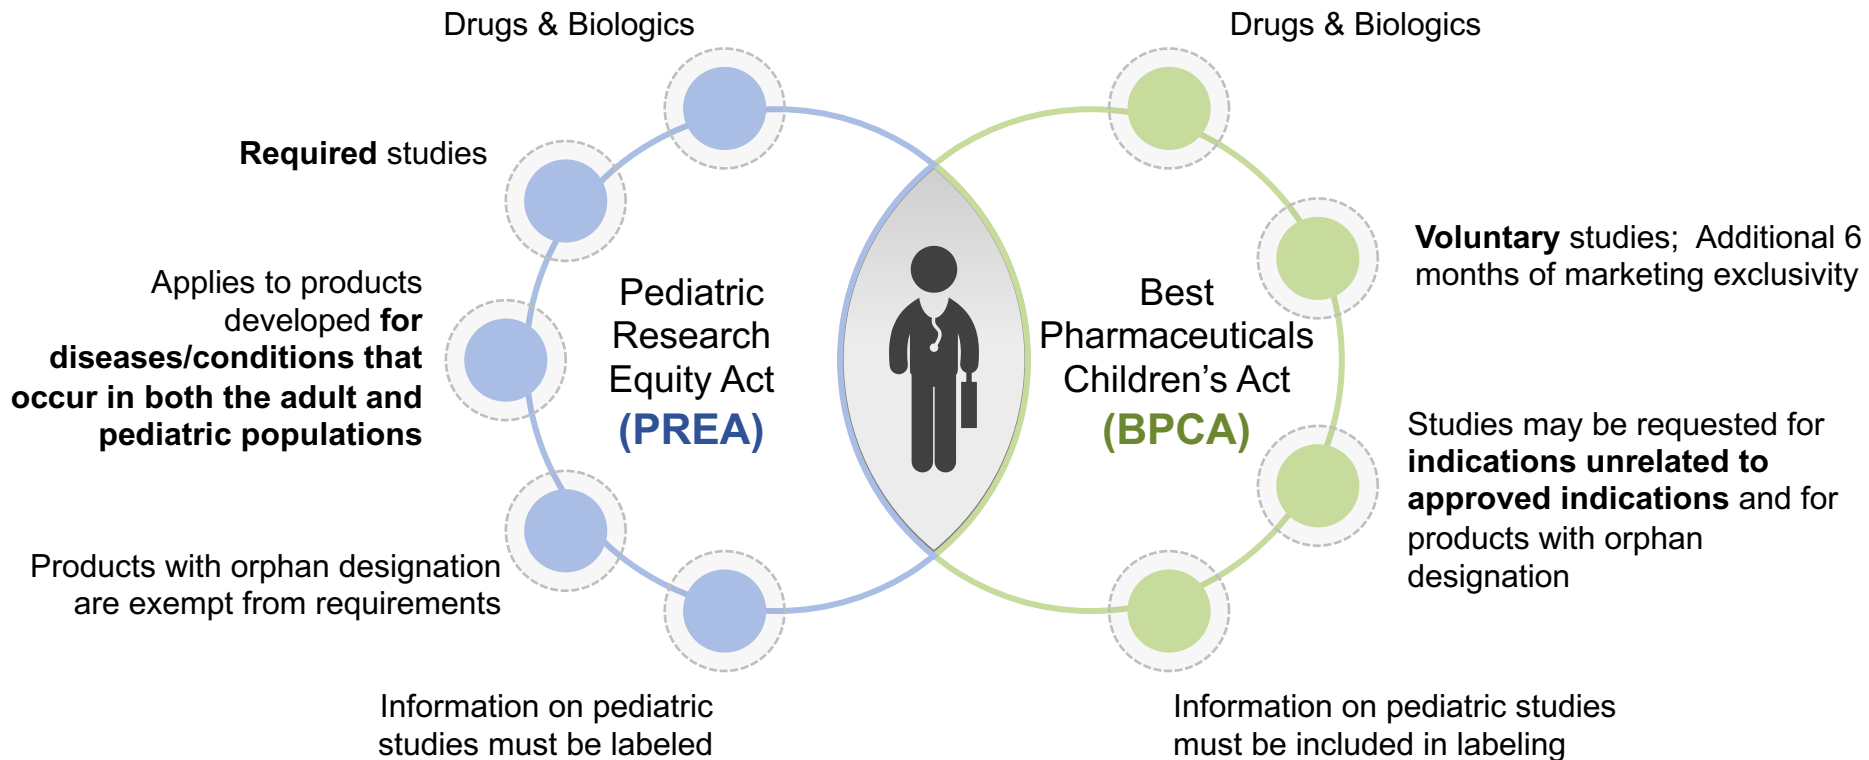 Drugs & Biologics
Required studies
Applies to products
developed for
diseases/conditions that
occur in both the adult and
pediatric populations
Products with orphan designation
are exempt from requirements
Information on pediatric
studies must be labeled
Pediatric
Research
Equity Act
(PREA)
Best
Pharmaceuticals
Children’s Act
(BPCA)
Drugs & Biologics
Voluntary studies;  Additional 6
months of marketing exclusivity
Studies may be requested for
indications unrelated to
approved indications and for
products with orphan
designation
Information on pediatric studies
must be included in labeling